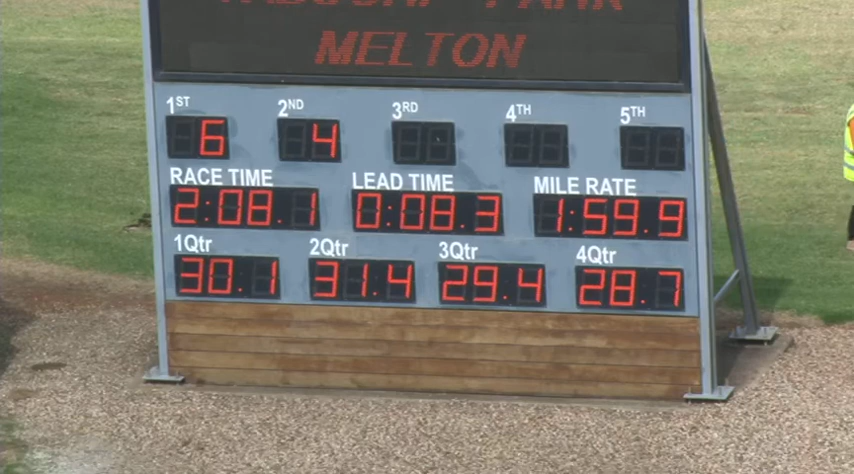 MELTON
1ST 2ND 3RD 4TH 5TH
6 4
RACE TIME LEAD TIME MILE RATE
2:08.1 0:08.3 1:59.9
1Qtr 2Qtr 3Qtr 4Qtr
30.1 31.4 29.4 28.7